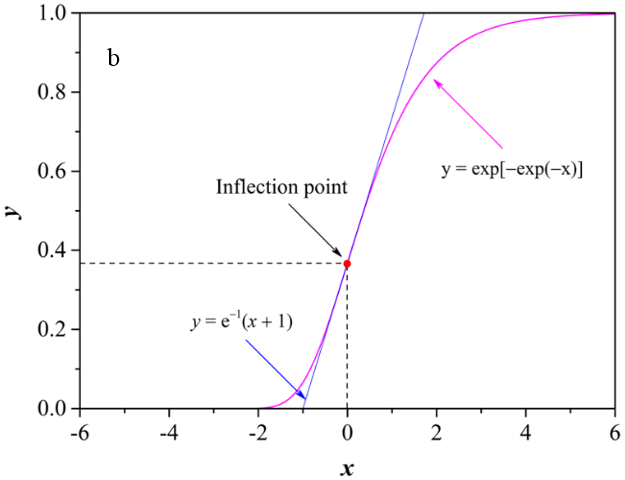 b
1.0
0.8
0.6
0.4
0.2
0.0
y
Inflection point
y = exp[−exp(−x)]
y = e⁻¹(x + 1)
-6
-4
-2
0
2
4
6
x